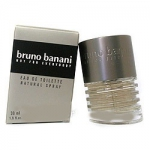 bruno banani
NOT FOR EVERYBODY
EAU DE TOILETTE
NATURAL SPRAY